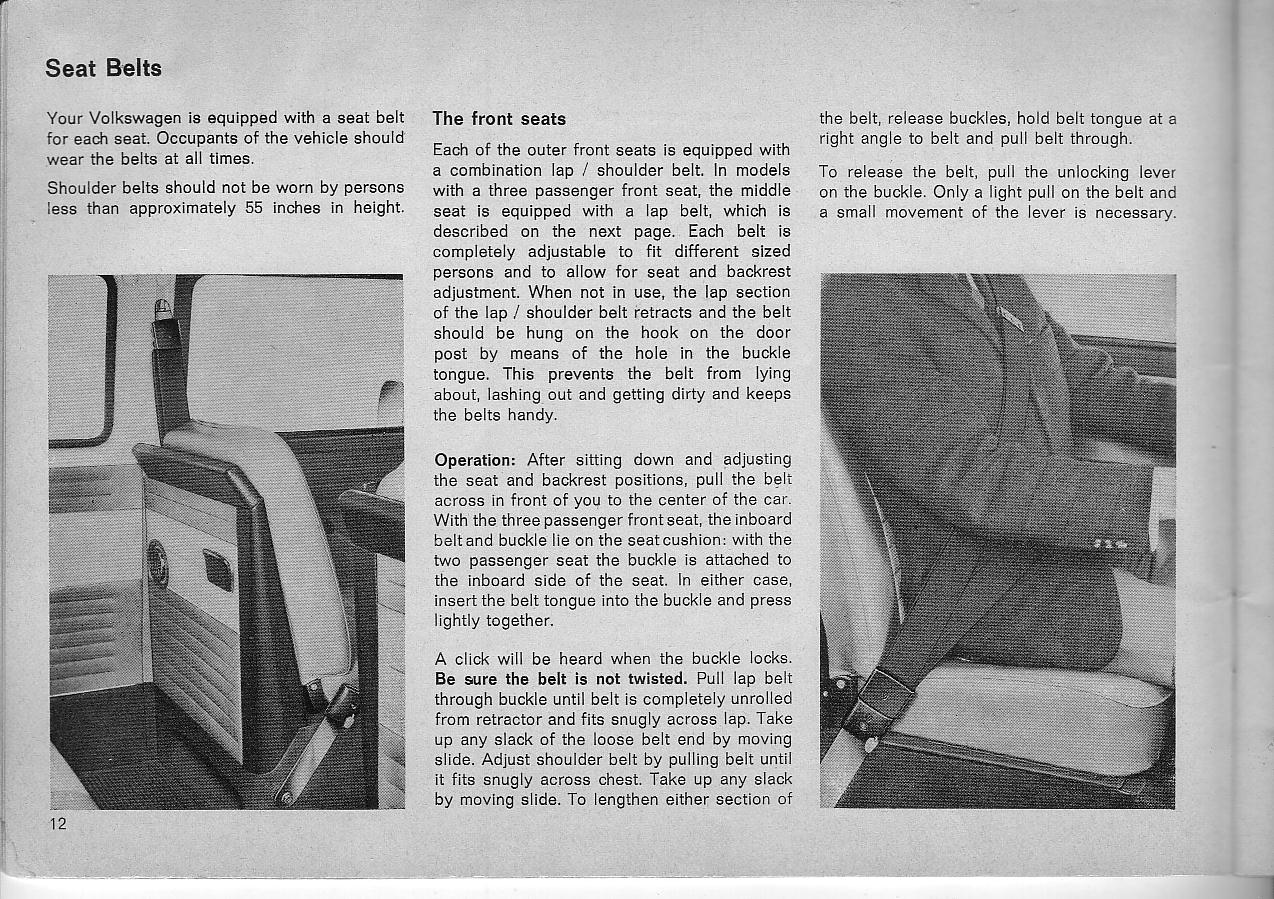 Seat Belts
Your Volkswagen is equipped with a seat belt
for each seat. Occupants of the vehicle should
wear the belts at all times.
Shoulder belts should not be worn by persons
less than approximately 55 inches in height.
The front seats
Each of the outer front seats is equipped with
a combination lap / shoulder belt. In models
with a three passenger front seat, the middle
seat is equipped with a lap belt, which is
described on the next page. Each belt is
completely adjustable to fit different sized
persons and to allow for seat and backrest
adjustment. When not in use, the lap section
of the lap / shoulder belt retracts and the belt
should be hung on the hook on the door
post by means of the hole in the buckle
tongue. This prevents the belt from lying
about, lashing out and getting dirty and keeps
the belts handy.
Operation: After sitting down and adjusting
the seat and backrest positions, pull the belt
across in front of you to the center of the car.
With the three passenger front seat, the inboard
belt and buckle lie on the seat cushion: with the
two passenger seat the buckle is attached to
the inboard side of the seat. In either case,
insert the belt tongue into the buckle and press
lightly together.
A click will be heard when the buckle locks.
Be sure the belt is not twisted. Pull lap belt
through buckle until belt is completely unrolled
from retractor and fits snugly across lap. Take
up any slack of the loose belt end by moving
slide. Adjust shoulder belt by pulling belt until
it fits snugly across chest. Take up any slack
by moving slide. To lengthen either section of
the belt, release buckles, hold belt tongue at a
right angle to belt and pull belt through.
To release the belt, pull the unlocking lever
on the buckle. Only a light pull on the belt and
a small movement of the lever is necessary.
12